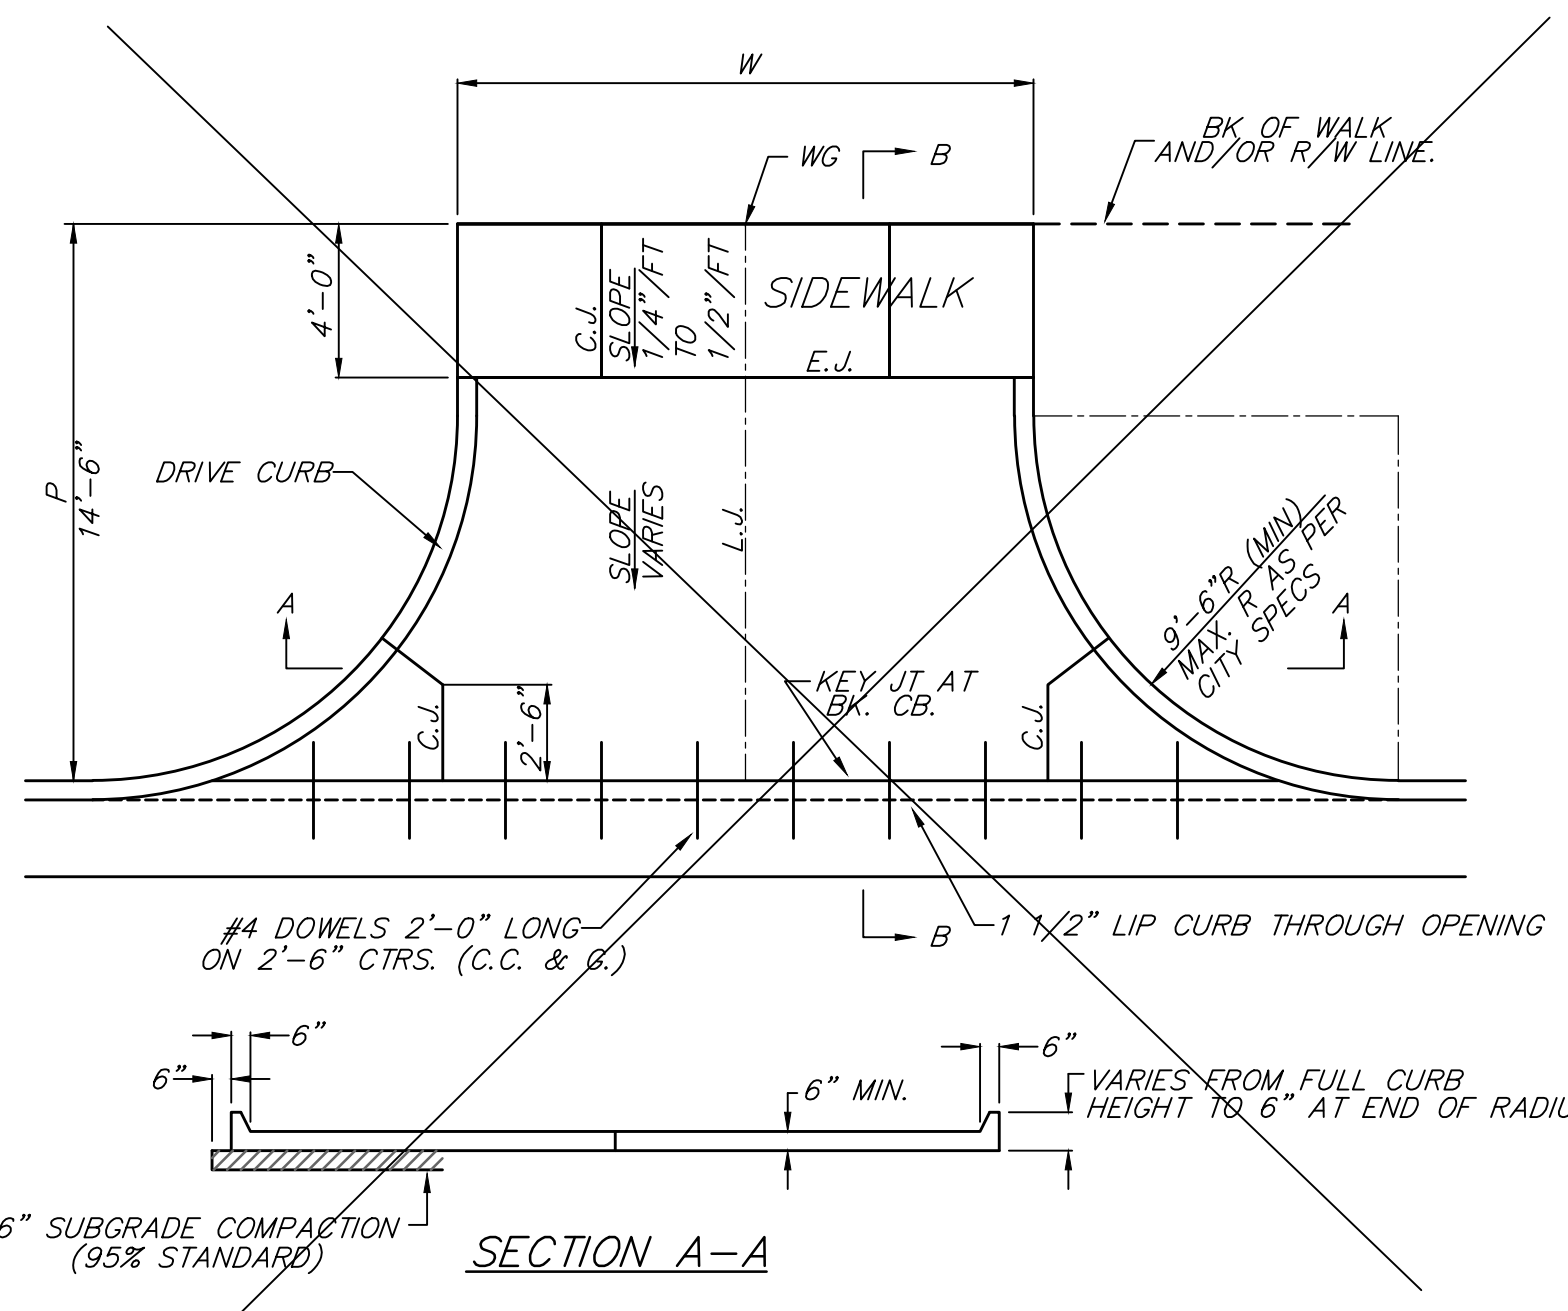 W
BK OF WALK
AND/OR R/W LINE.
WG
B
4'-0"
C.J.
SLOPE
1/4"/FT
TO
1/2"/FT
SIDEWALK
E.J.
P
14'-6"
DRIVE CURB
SLOPE
VARIES
L.J.
9'-6"R (MIN)
MAX. R AS PER
CITY SPECS
A
A
KEY JT AT
BK. CB.
C.J.
2'-6"
C.J.
#4 DOWELS 2'-0" LONG
ON 2'-6" CTRS. (C.C. & G.)
B
1 1/2" LIP CURB THROUGH OPENING
6"
6"
6" MIN.
6"
VARIES FROM FULL CURB
HEIGHT TO 6" AT END OF RADIU
6" SUBGRADE COMPACTION
(95% STANDARD)
SECTION A-A